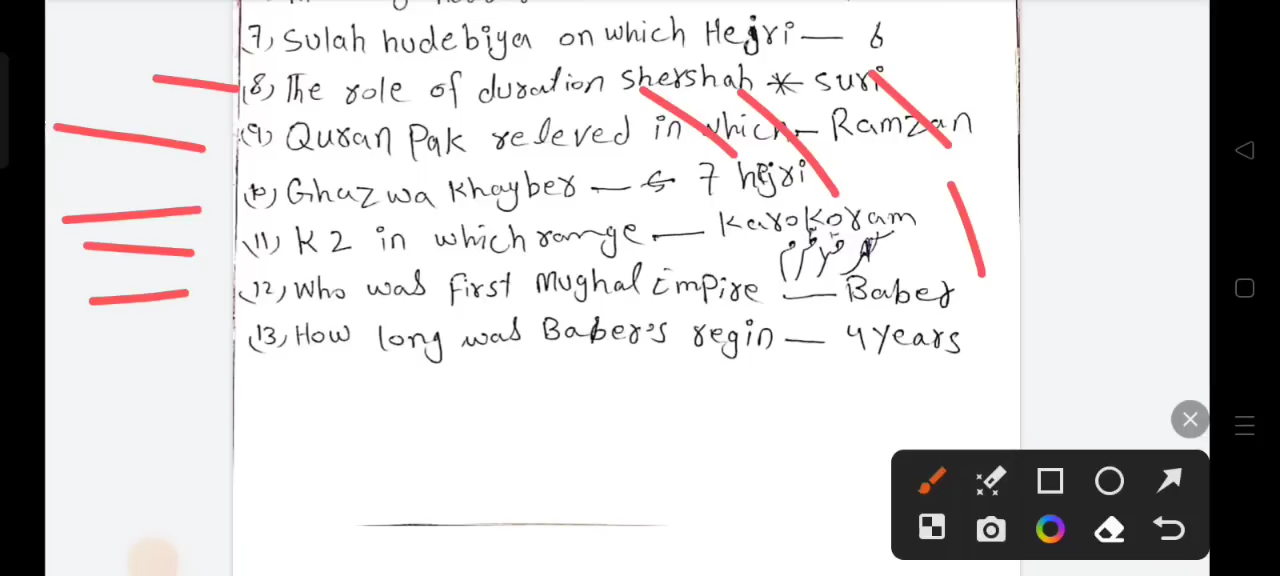 (7) Sulah hudebiya on which Hejri — 6
(8) The role of duration Shershah * Suri
(9) Quran Pak releved in which — Ramzan
(10) Ghazwa Khayber — 7 hejri
(11) K2 in which range — Karokoram
قراقرم
(12) Who was first Mughal Empire — Baber
(13) How long was Baber's regin — 4 years